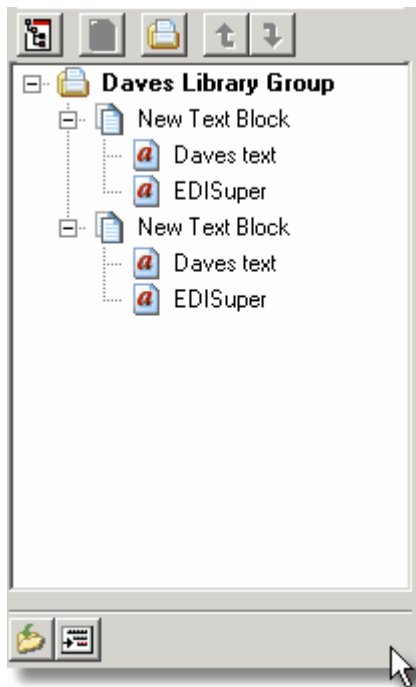 Daves Library Group
New Text Block
Daves text
EDISuper
New Text Block
Daves text
EDISuper